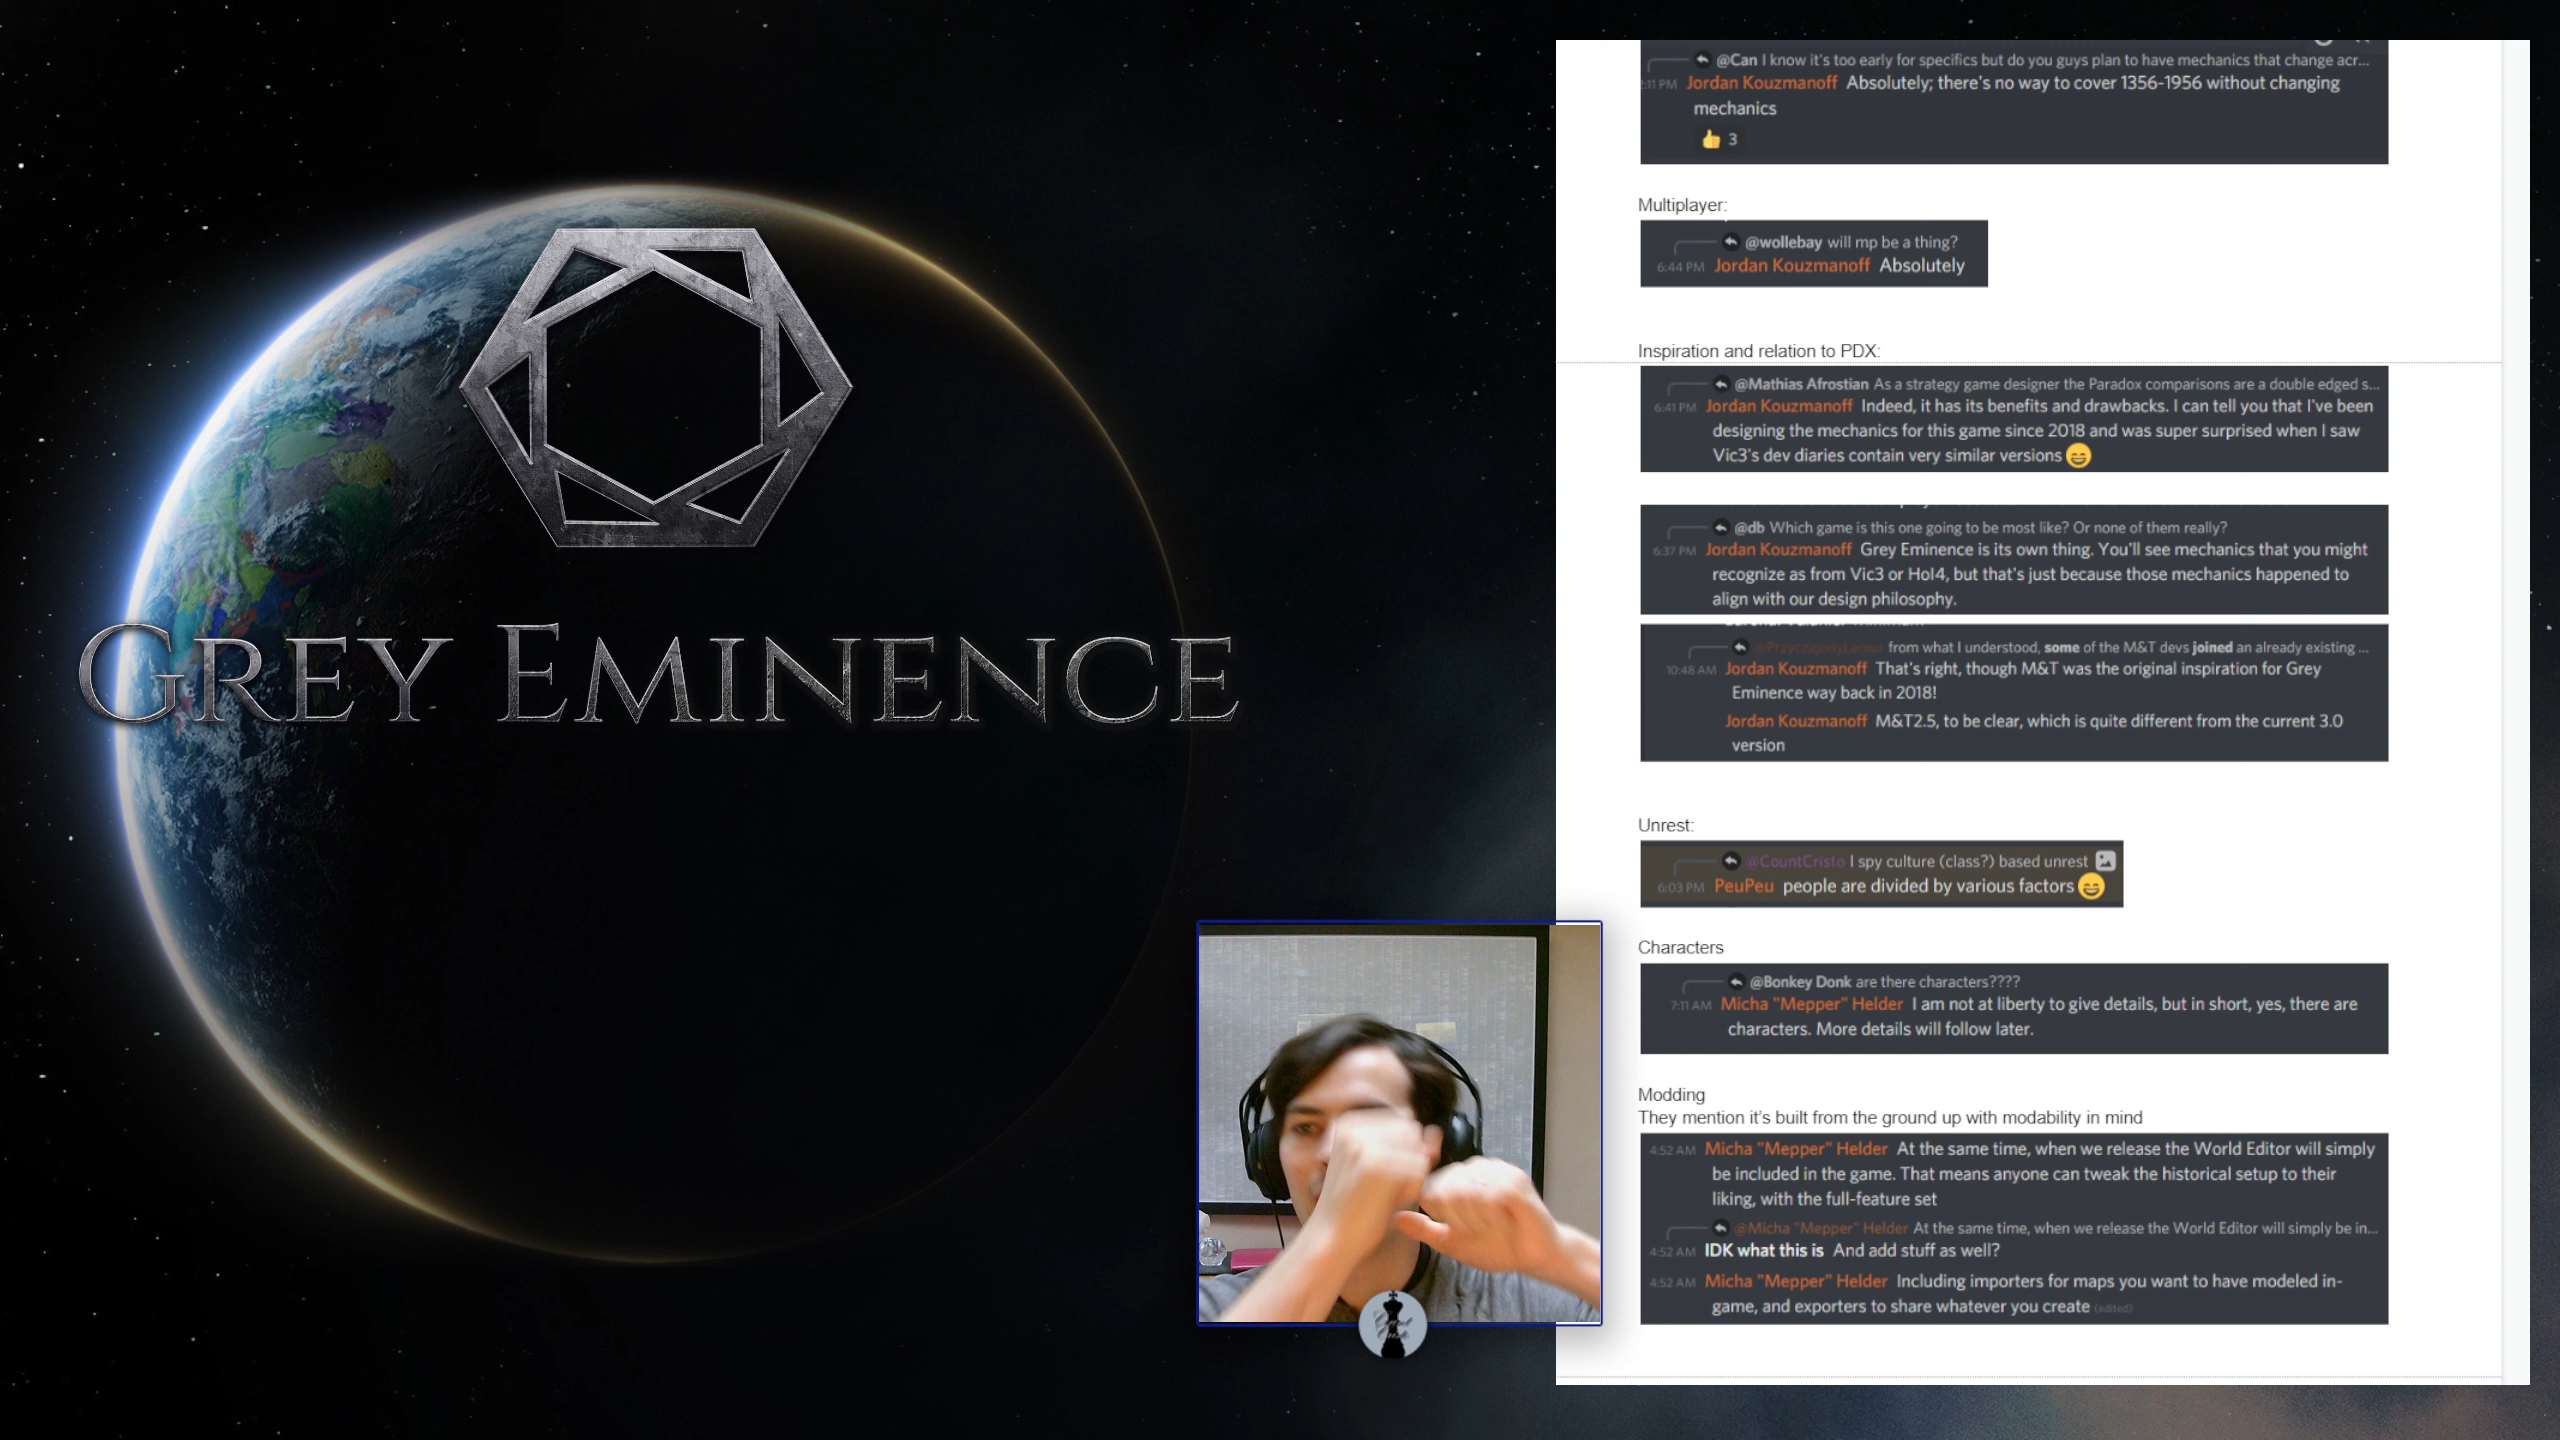 GREY EMINENCE
@Can I know it's too early for specifics but do you guys plan to have mechanics that change acr...
:11 PM Jordan Kouzmanoff Absolutely; there's no way to cover 1356-1956 without changing
mechanics
3
Multiplayer:
@wollebay will mp be a thing?
6:44 PM Jordan Kouzmanoff Absolutely
Inspiration and relation to PDX:
@Mathias Afrostian As a strategy game designer the Paradox comparisons are a double edged s...
6:41 PM Jordan Kouzmanoff Indeed, it has its benefits and drawbacks. I can tell you that I've been
designing the mechanics for this game since 2018 and was super surprised when I saw
Vic3's dev diaries contain very similar versions 😄
@db Which game is this one going to be most like? Or none of them really?
6:37 PM Jordan Kouzmanoff Grey Eminence is its own thing. You'll see mechanics that you might
recognize as from Vic3 or HoI4, but that's just because those mechanics happened to
align with our design philosophy.
from what I understood, some of the M&T devs joined an already existing ...
10:48 AM Jordan Kouzmanoff That's right, though M&T was the original inspiration for Grey
Eminence way back in 2018!
Jordan Kouzmanoff M&T2.5, to be clear, which is quite different from the current 3.0
version
Unrest:
@CountCristo I spy culture (class?) based unrest
6:03 PM PeuPeu people are divided by various factors 😄
Characters
@Bonkey Donk are there characters????
7:11 AM Micha "Mepper" Helder I am not at liberty to give details, but in short, yes, there are
characters. More details will follow later.
Modding
They mention it's built from the ground up with modability in mind
4:52 AM Micha "Mepper" Helder At the same time, when we release the World Editor will simply
be included in the game. That means anyone can tweak the historical setup to their
liking, with the full-feature set
@Micha "Mepper" Helder At the same time, when we release the World Editor will simply be in...
4:52 AM IDK what this is And add stuff as well?
4:52 AM Micha "Mepper" Helder Including importers for maps you want to have modeled in-
game, and exporters to share whatever you create (edited)